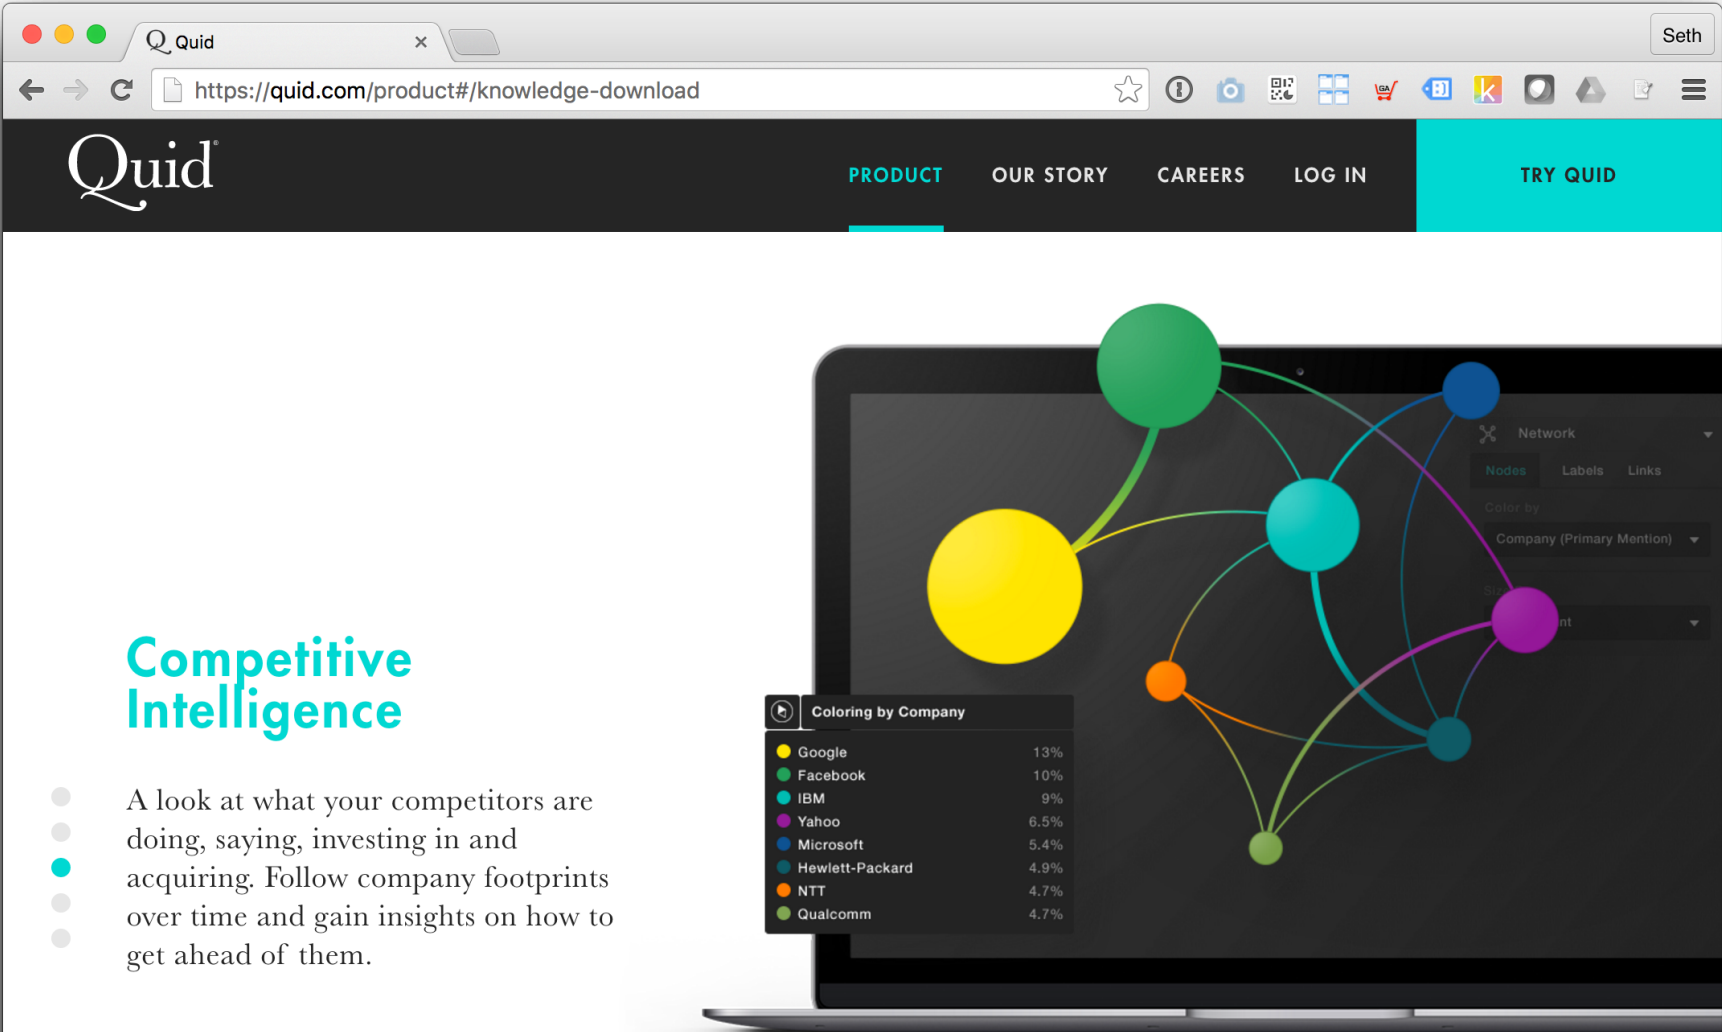 Quid
Seth
https://quid.com/product#/knowledge-download
Quid
PRODUCT
OUR STORY
CAREERS
LOG IN
TRY QUID
Network
Nodes Labels Links
Color by
Company (Primary Mention)
Competitive
Intelligence
A look at what your competitors are
doing, saying, investing in and
acquiring. Follow company footprints
over time and gain insights on how to
get ahead of them.
Coloring by Company
Google 13%
Facebook 10%
IBM 9%
Yahoo 6.5%
Microsoft 5.4%
Hewlett-Packard 4.9%
NTT 4.7%
Qualcomm 4.7%